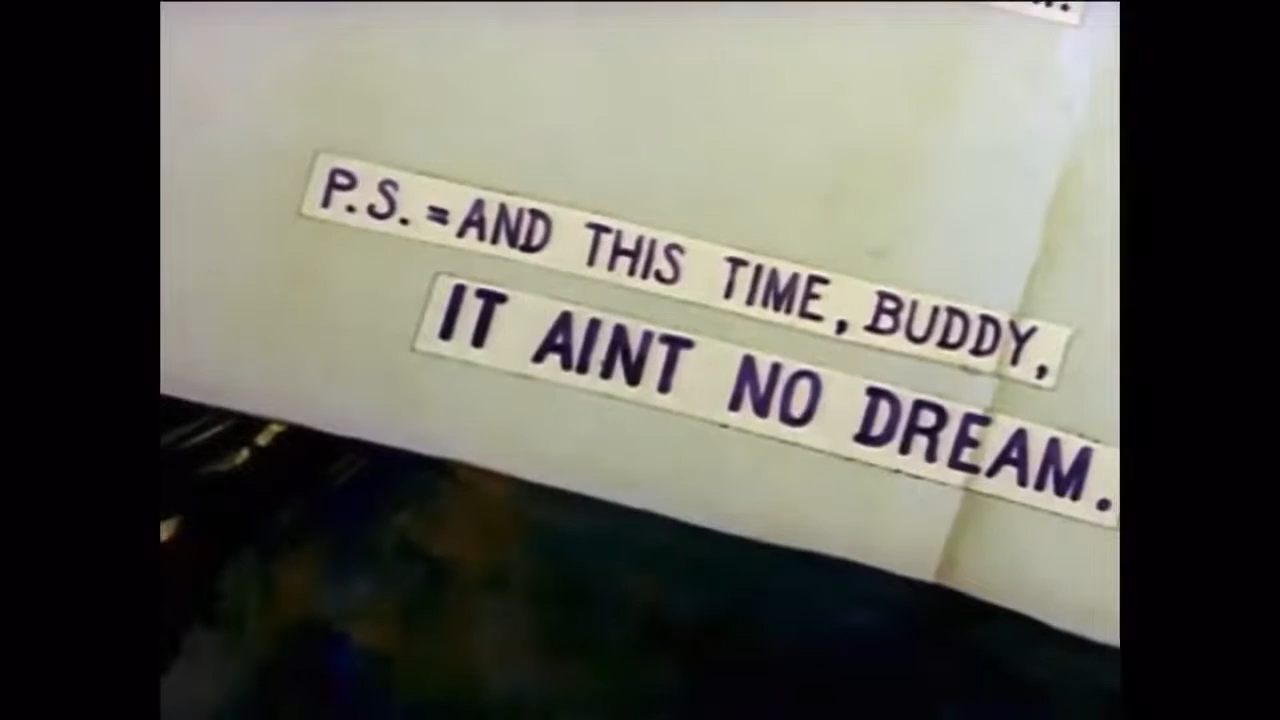 P.S. = AND THIS TIME, BUDDY,
IT AINT NO DREAM.